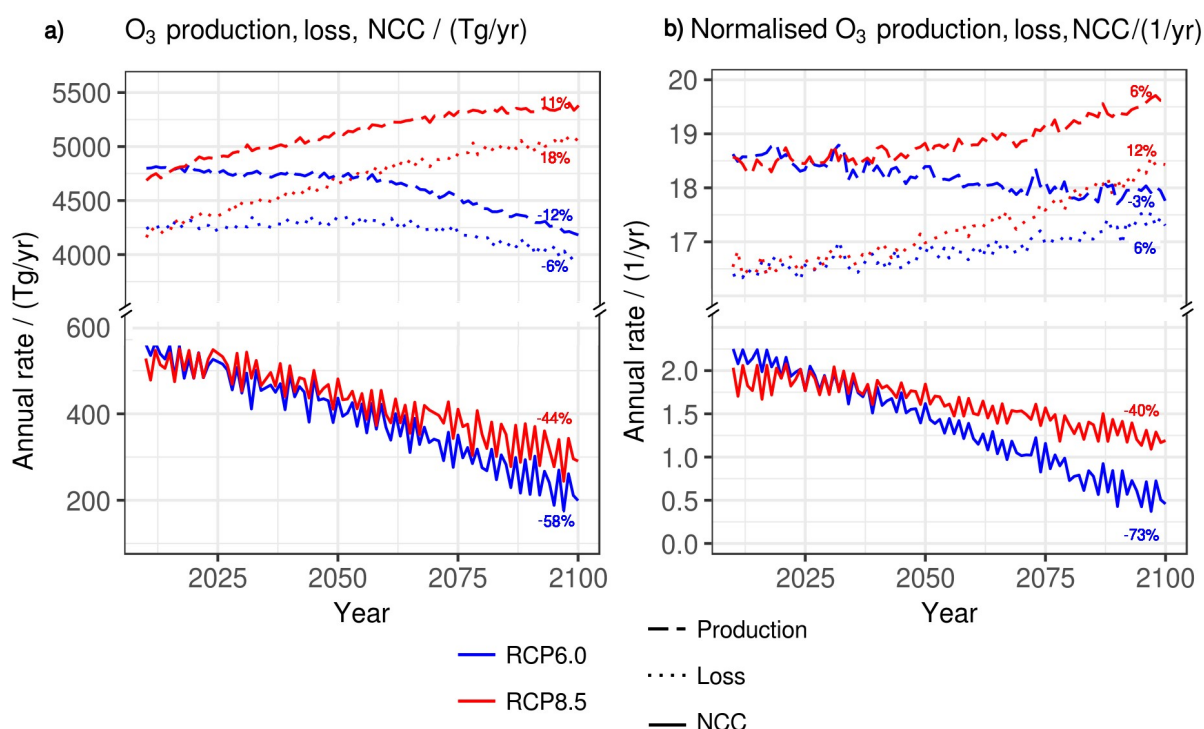 a) O₃ production, loss, NCC / (Tg/yr)
b) Normalised O₃ production, loss, NCC/(1/yr)
Annual rate / (Tg/yr)
5500
5000
4500
4000
600
400
200
11%
18%
-12%
-6%
-44%
-58%
2025 2050 2075 2100
Year
Annual rate / (1/yr)
20
19
18
17
2.0
1.5
1.0
0.5
0.0
6%
12%
-3%
6%
-40%
-73%
2025 2050 2075 2100
Year
RCP6.0
RCP8.5
Production
Loss
NCC